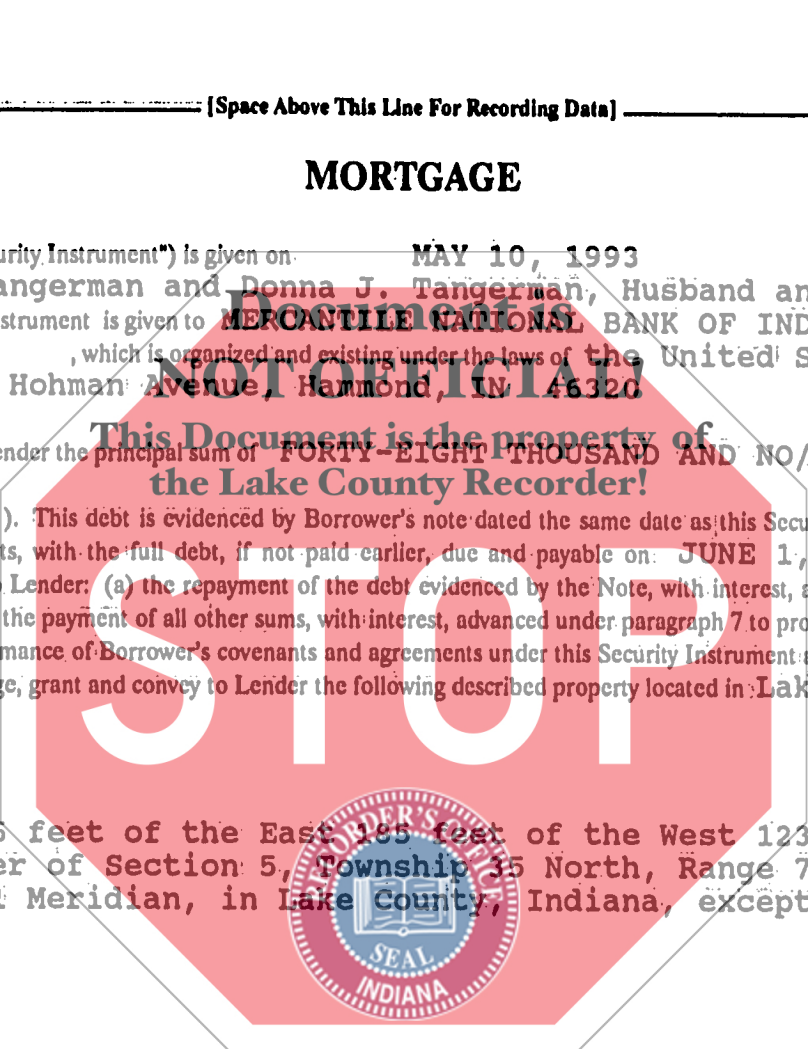 [Space Above This Line For Recording Data]
MORTGAGE
urity Instrument") is given on MAY 10, 1993
angerman and Donna J. Tangerman, Husband an
Document is
strument is given to MERCANTILE NATIONAL BANK OF IND
, which is organized and existing under the laws of the United S
NOT OFFICIAL!
Hohman Avenue, Hammond, IN 46320
This Document is the property of
ender the principal sum of FORTY-EIGHT THOUSAND AND NO/
the Lake County Recorder!
). This debt is evidenced by Borrower's note dated the same date as this Secu
ts, with the full debt, if not paid earlier, due and payable on JUNE 1,
Lender: (a) the repayment of the debt evidenced by the Note, with interest, a
the payment of all other sums, with interest, advanced under paragraph 7 to pro
mance of Borrower's covenants and agreements under this Security Instrument
ge, grant and convey to Lender the following described property located in Lak
STOP
5 feet of the East 185 feet of the West 123
er of Section 5, Township 35 North, Range 7
l Meridian, in Lake County, Indiana, except
RECORDER'S OFFICE
SEAL
INDIANA